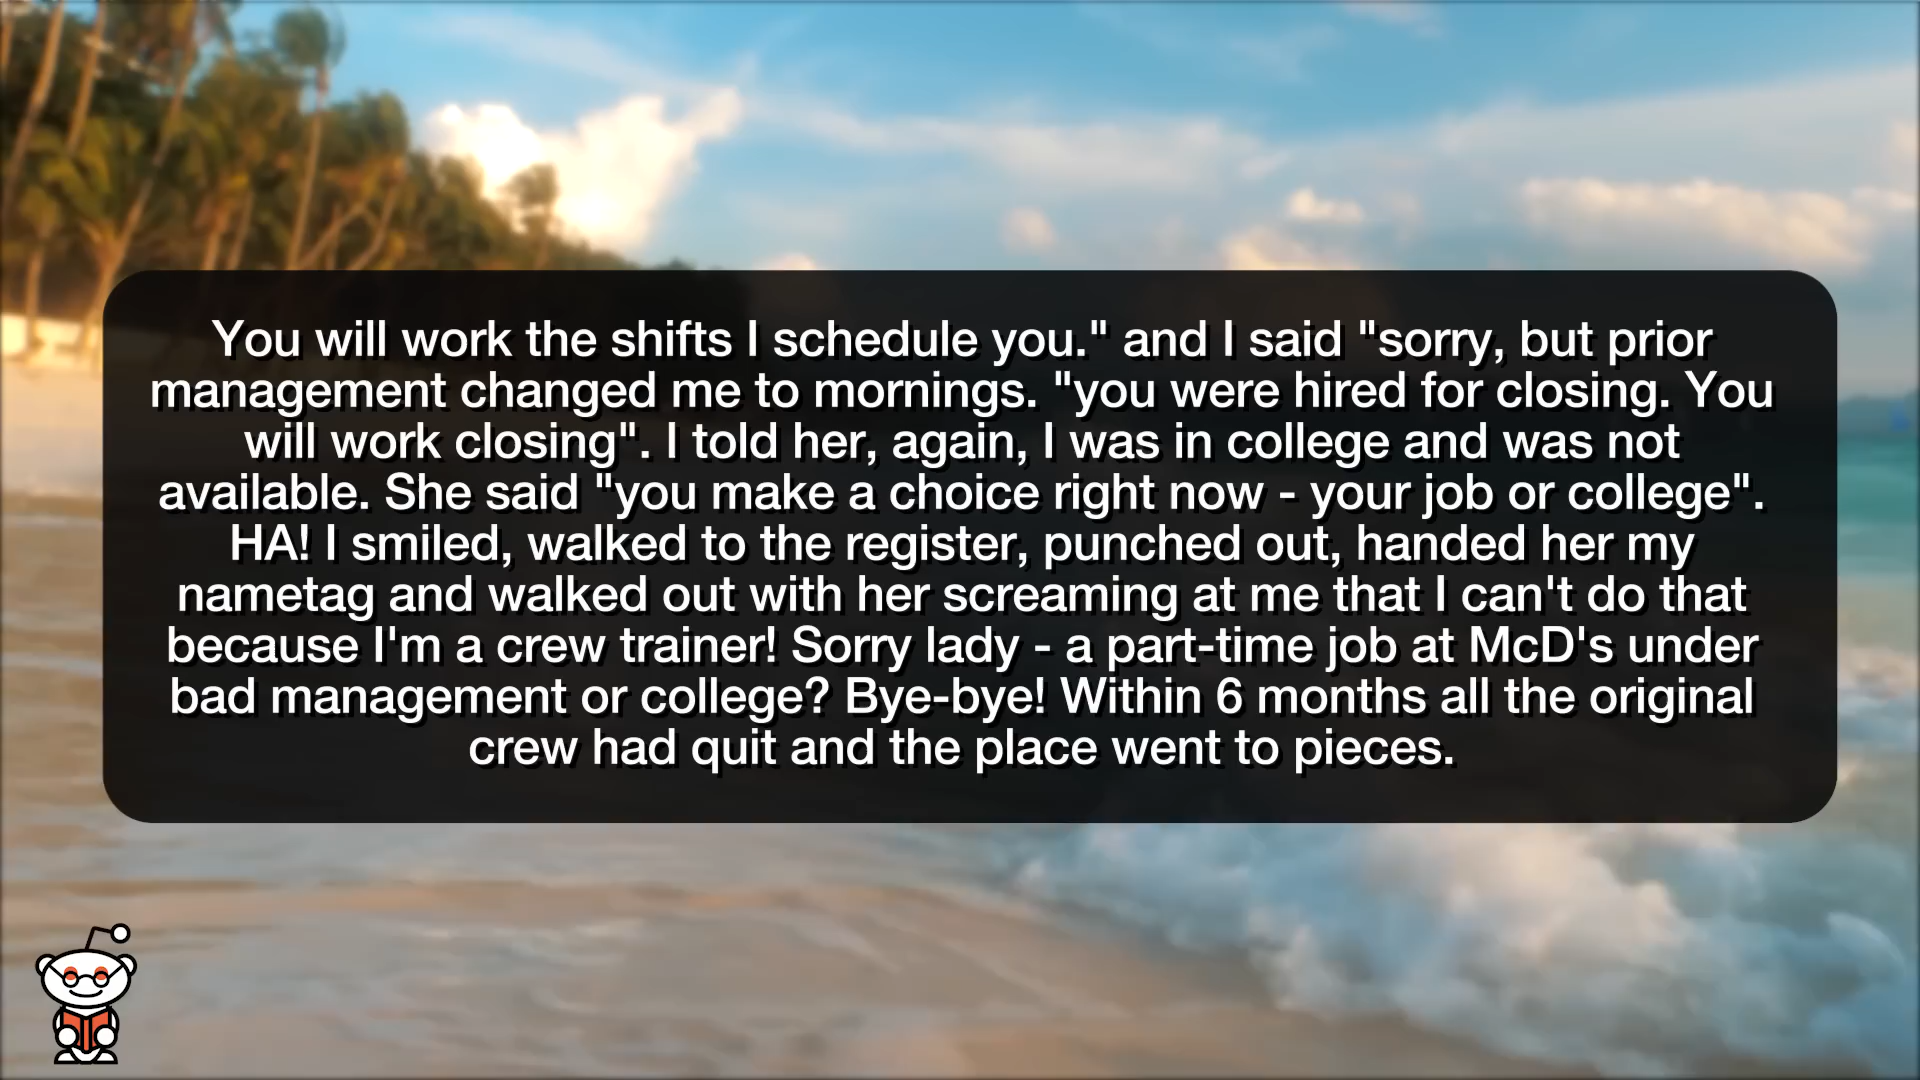 You will work the shifts I schedule you." and I said "sorry, but prior
management changed me to mornings. "you were hired for closing. You
will work closing". I told her, again, I was in college and was not
available. She said "you make a choice right now - your job or college".
HA! I smiled, walked to the register, punched out, handed her my
nametag and walked out with her screaming at me that I can't do that
because I'm a crew trainer! Sorry lady - a part-time job at McD's under
bad management or college? Bye-bye! Within 6 months all the original
crew had quit and the place went to pieces.